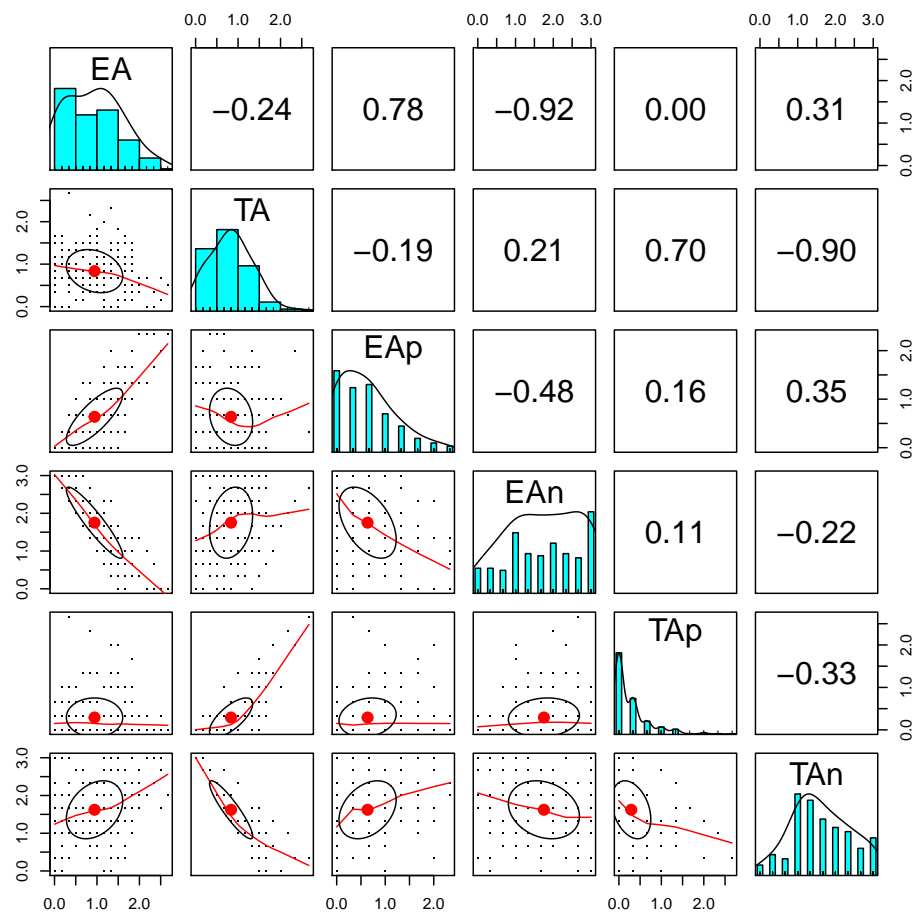 0.0 1.0 2.0 0.0 1.0 2.0 3.0 0.0 1.0 2.0 3.0
EA −0.24 0.78 −0.92 0.00 0.31 0.0 1.0 2.0
0.0 1.0 2.0 TA −0.19 0.21 0.70 −0.90
EAp −0.48 0.16 0.35 0.0 1.0 2.0
0.0 1.0 2.0 3.0 EAn 0.11 −0.22
TAp −0.33 0.0 1.0 2.0
0.0 1.0 2.0 3.0 TAn
0.0 1.0 2.0 0.0 1.0 2.0 0.0 1.0 2.0